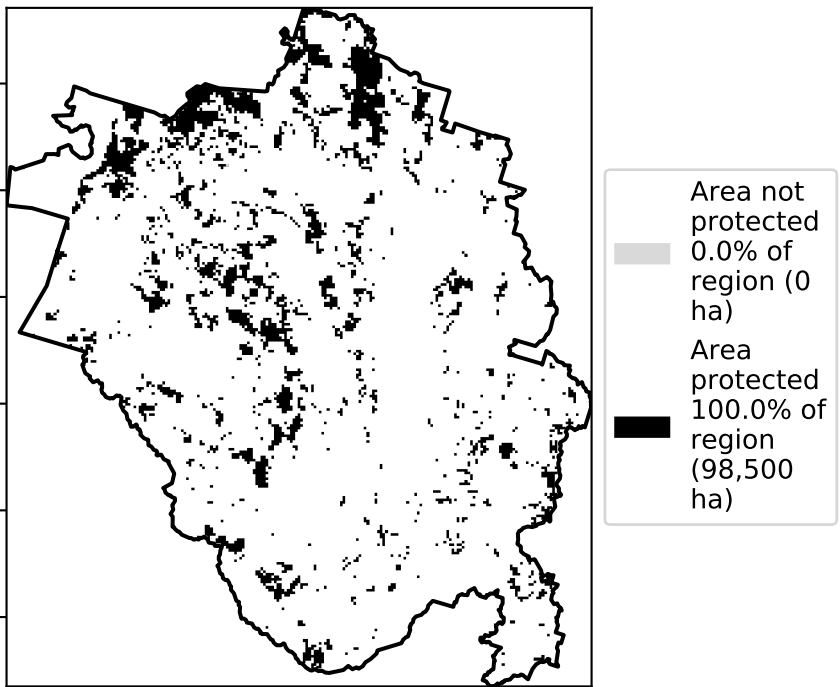 Area not
protected
0.0% of
region (0
ha)
Area
protected
100.0% of
region
(98,500
ha)